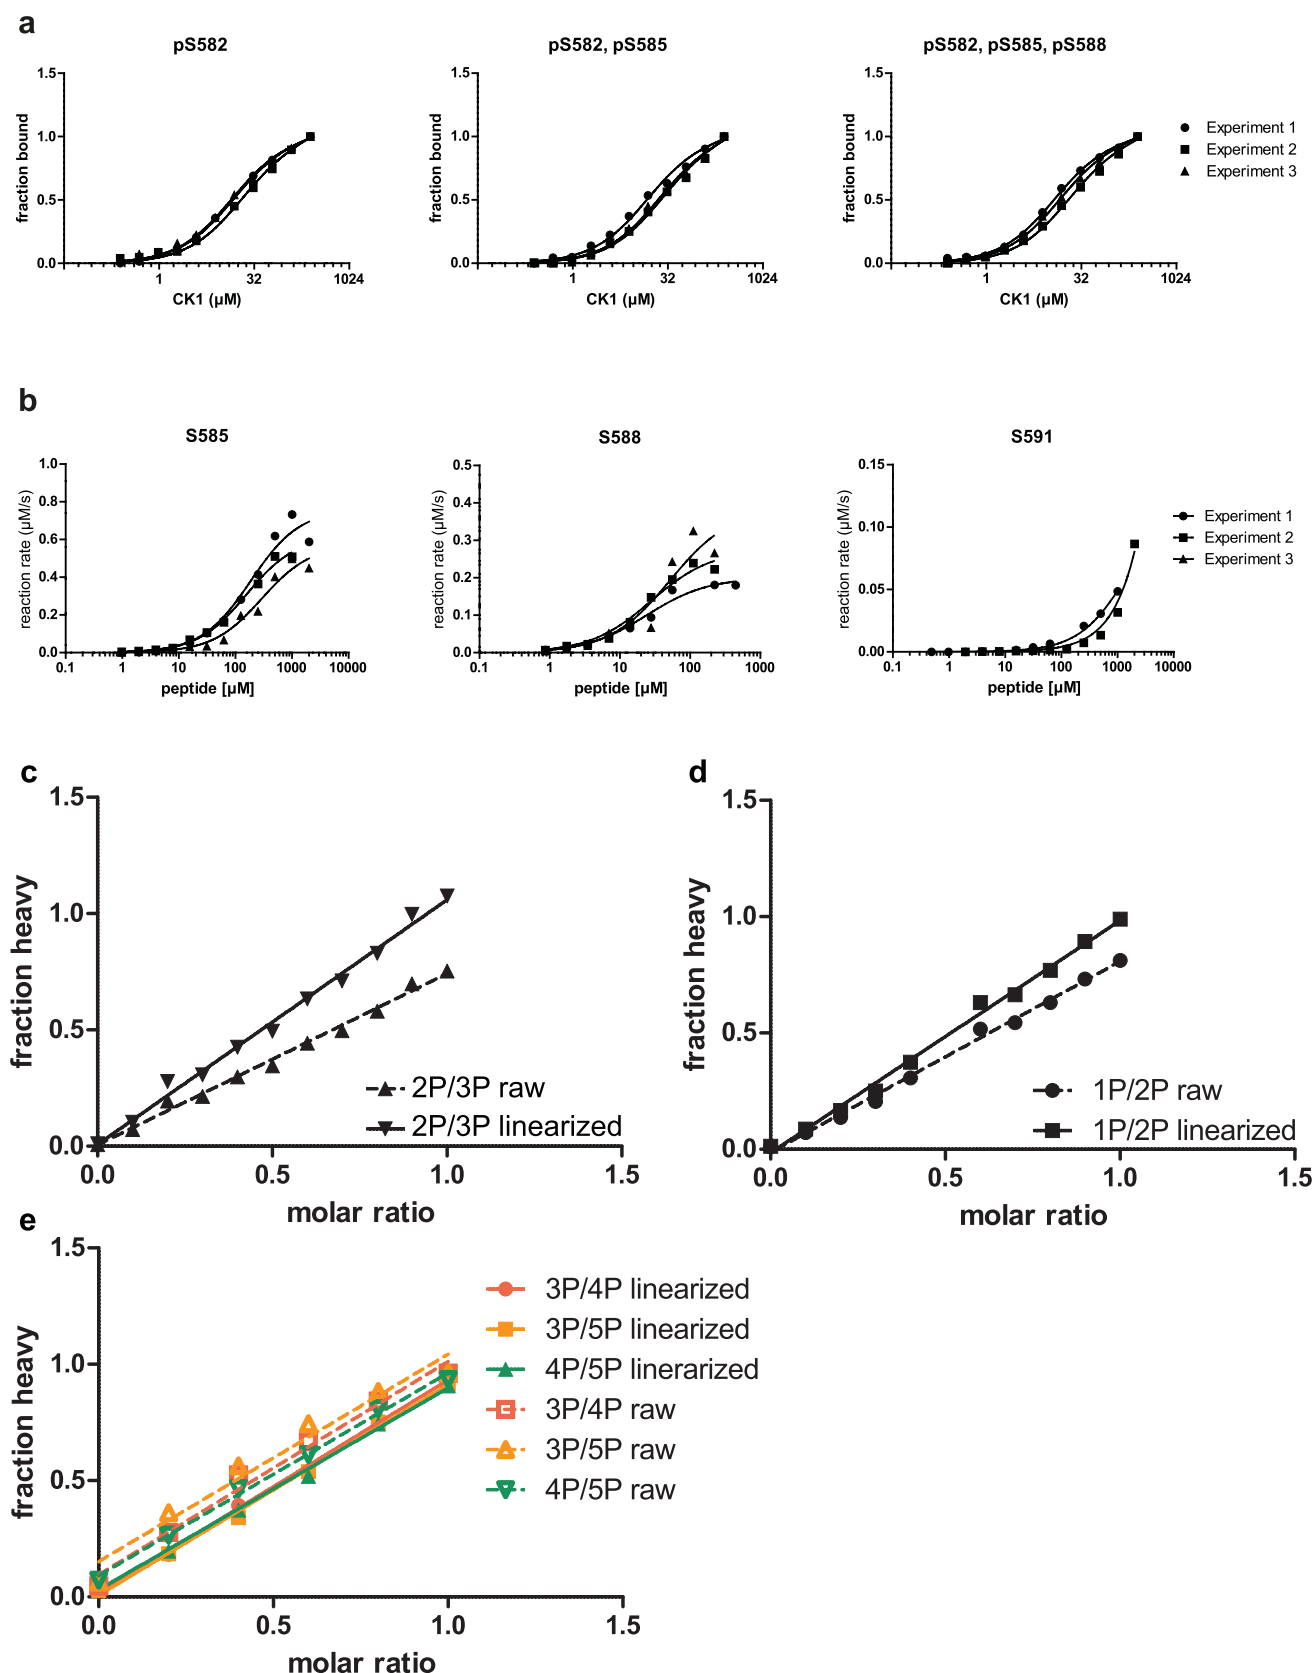 a
pS582
pS582, pS585
pS582, pS585, pS588
fraction bound
1.5
1.0
0.5
0.0
1
32
1024
CK1 (µM)
fraction bound
1.5
1.0
0.5
0.0
1
32
1024
CK1 (µM)
fraction bound
1.5
1.0
0.5
0.0
1
32
1024
CK1 (µM)
Experiment 1
Experiment 2
Experiment 3
b
S585
S588
S591
reaction rate (µM/s)
1.0
0.8
0.6
0.4
0.2
0.0
0.1
1
10
100
1000
10000
peptide [µM]
reaction rate (µM/s)
0.5
0.4
0.3
0.2
0.1
0.0
0.1
1
10
100
1000
peptide [µM]
reaction rate (µM/s)
0.15
0.10
0.05
0.00
0.1
1
10
100
1000
10000
peptide [µM]
Experiment 1
Experiment 2
Experiment 3
c
fraction heavy
1.5
1.0
0.5
0.0
0.0
0.5
1.0
1.5
molar ratio
2P/3P raw
2P/3P linearized
d
fraction heavy
1.5
1.0
0.5
0.0
0.0
0.5
1.0
1.5
molar ratio
1P/2P raw
1P/2P linearized
e
fraction heavy
1.5
1.0
0.5
0.0
0.0
0.5
1.0
1.5
molar ratio
3P/4P linearized
3P/5P linearized
4P/5P linerarized
3P/4P raw
3P/5P raw
4P/5P raw